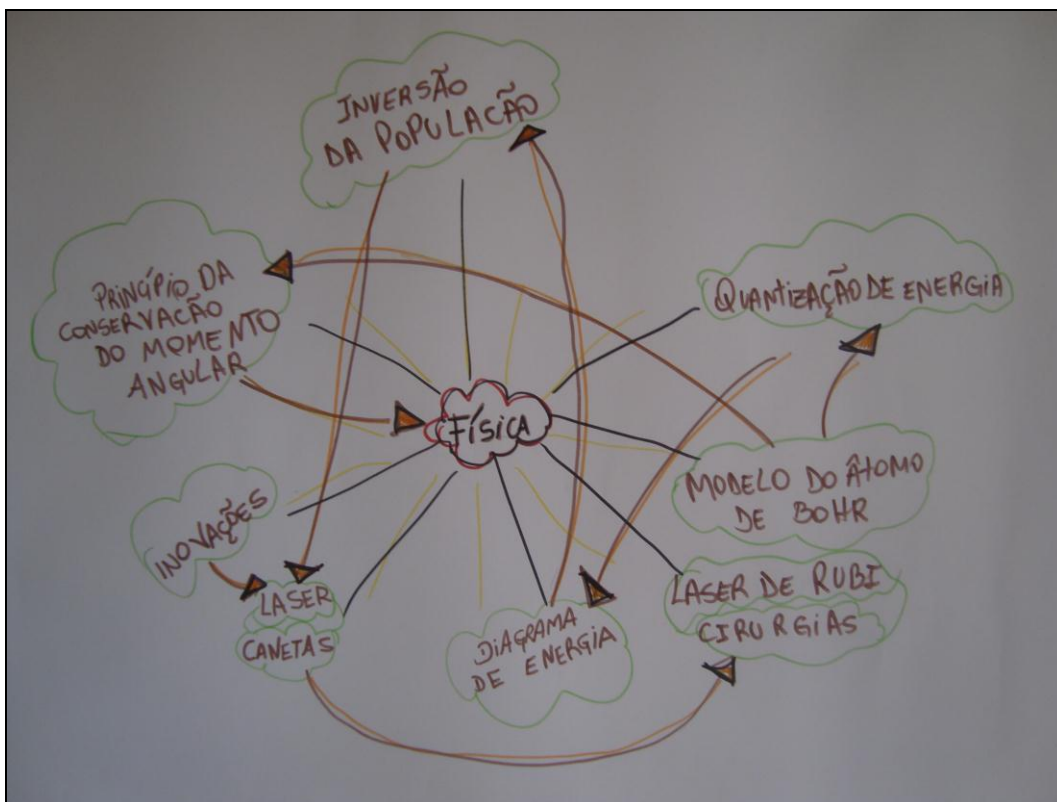 INVERSÃO
DA POPULAÇÃO
PRINCÍPIO DA
CONSERVAÇÃO
DO MOMENTO
ANGULAR
QUANTIZAÇÃO DE ENERGIA
FÍSICA
MODELO DO ÂTOMO
DE BOHR
INOVAÇÕES
LASER
CANETAS
DIAGRAMA
DE ENERGIA
LASER DE RUBI
CIRURGIAS